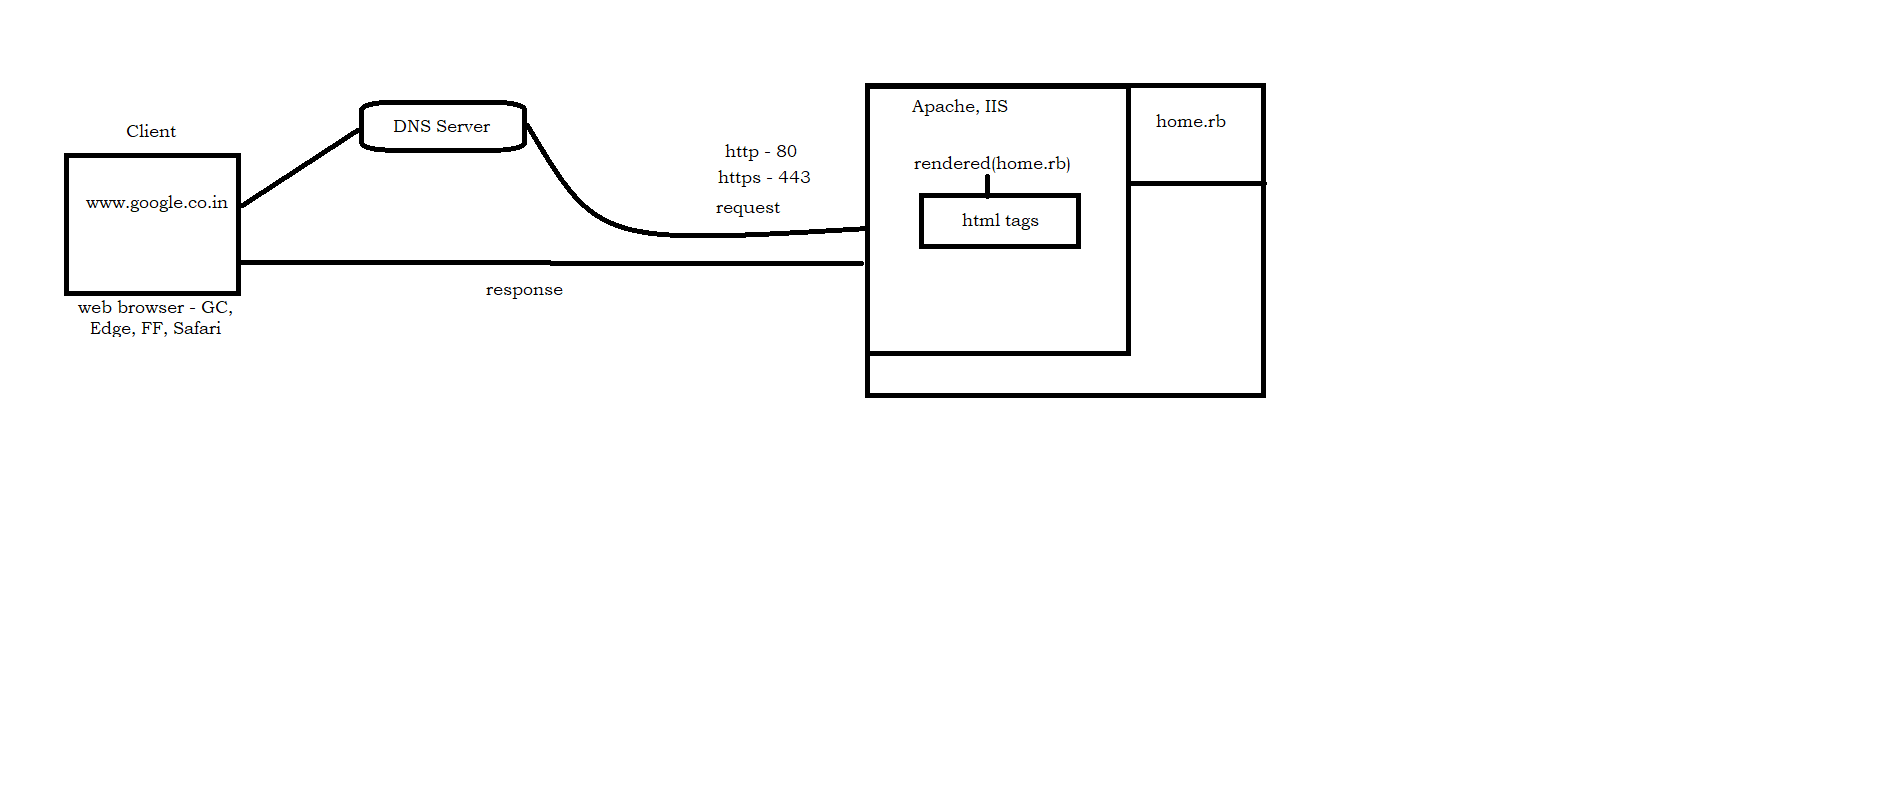 Client
www.google.co.in
web browser - GC,
Edge, FF, Safari
DNS Server
http - 80
https - 443
request
response
Apache, IIS
rendered(home.rb)
html tags
home.rb